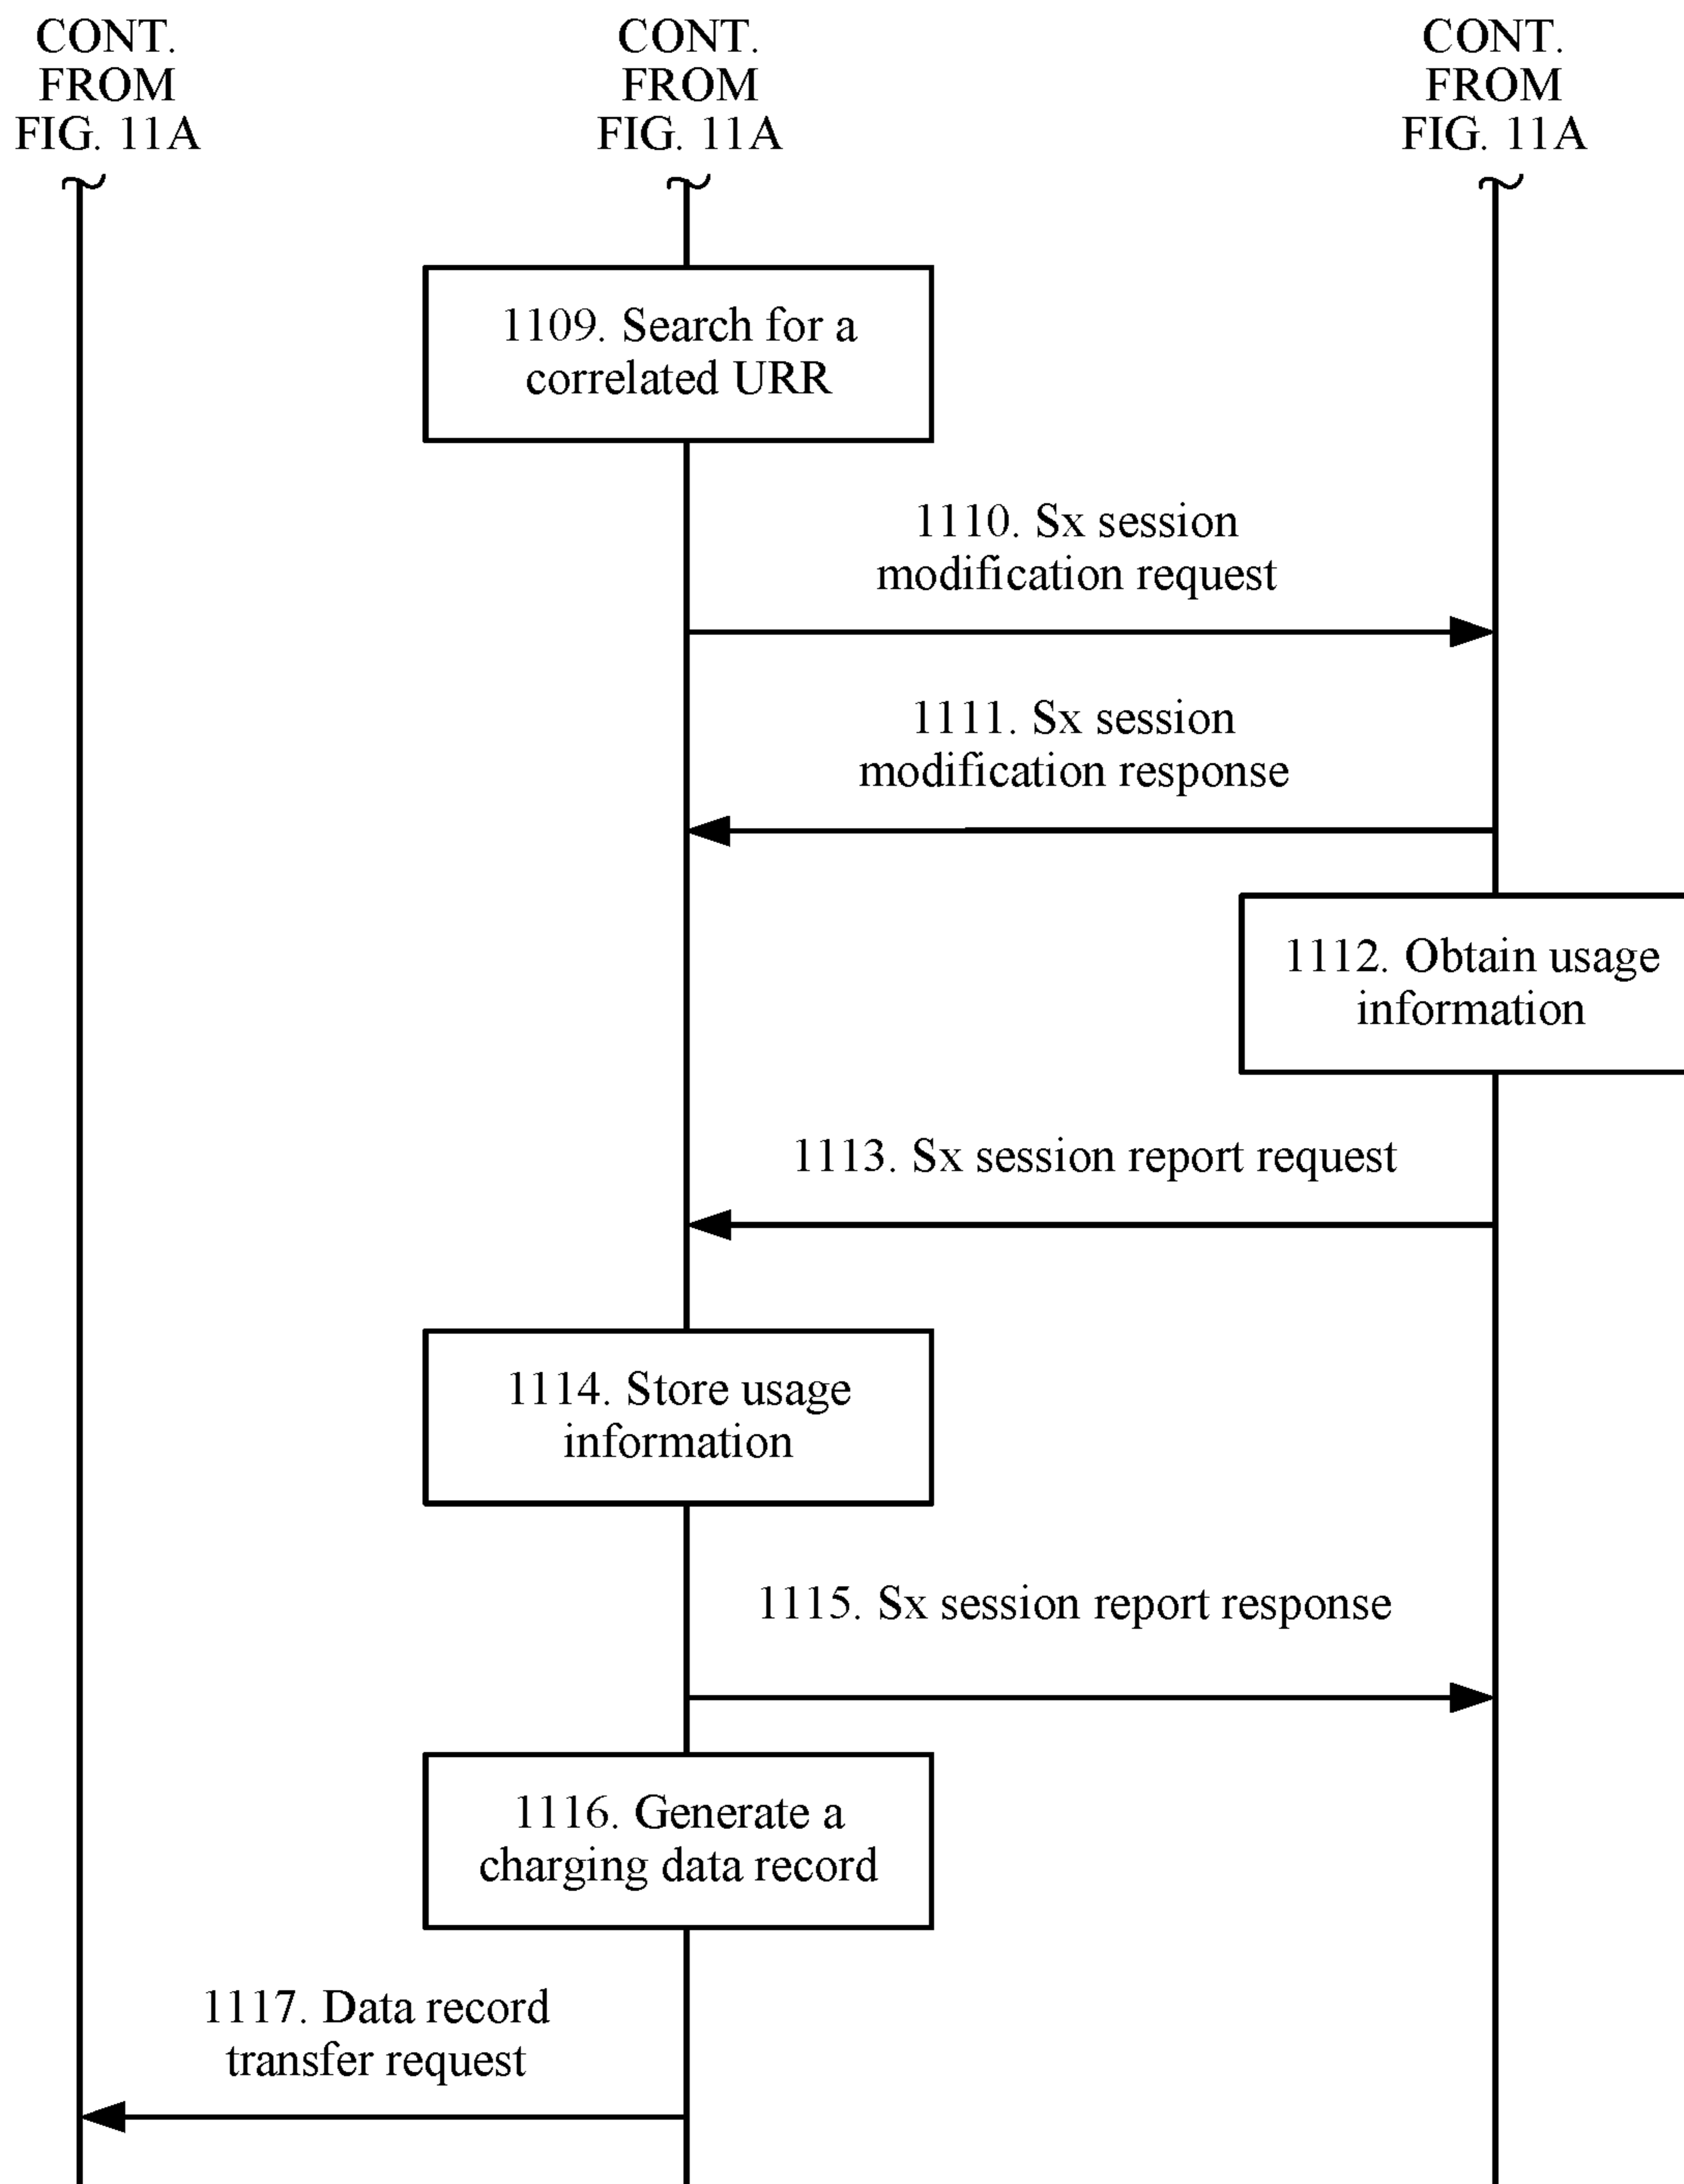 CONT.
FROM
FIG. 11A
CONT.
FROM
FIG. 11A
CONT.
FROM
FIG. 11A
1109. Search for a
correlated URR
1110. Sx session
modification request
1111. Sx session
modification response
1112. Obtain usage
information
1113. Sx session report request
1114. Store usage
information
1115. Sx session report response
1116. Generate a
charging data record
1117. Data record
transfer request